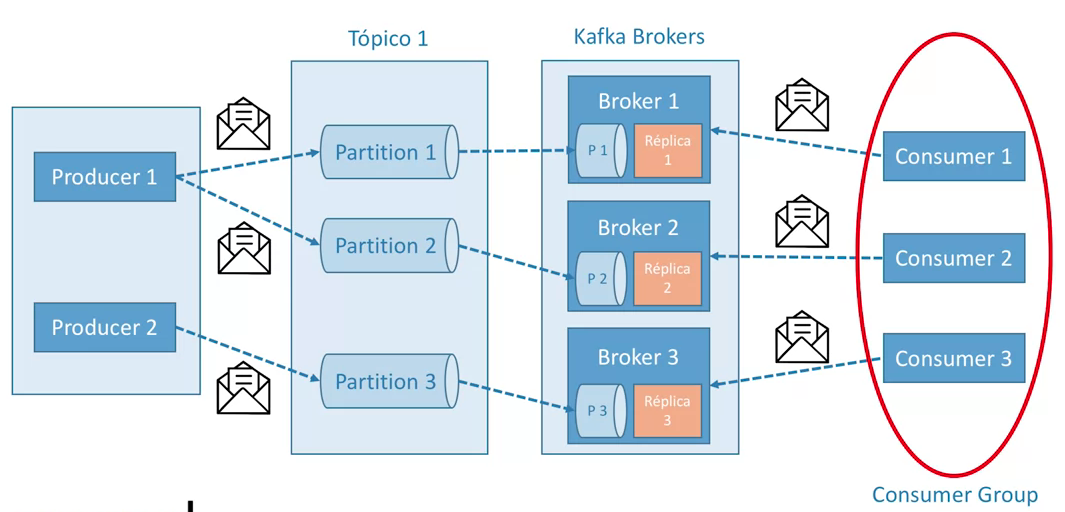 Tópico 1
Kafka Brokers
Producer 1
Producer 2
Partition 1
Partition 2
Partition 3
Broker 1
P 1
Réplica
1
Broker 2
P 2
Réplica
2
Broker 3
P 3
Réplica
3
Consumer 1
Consumer 2
Consumer 3
Consumer Group